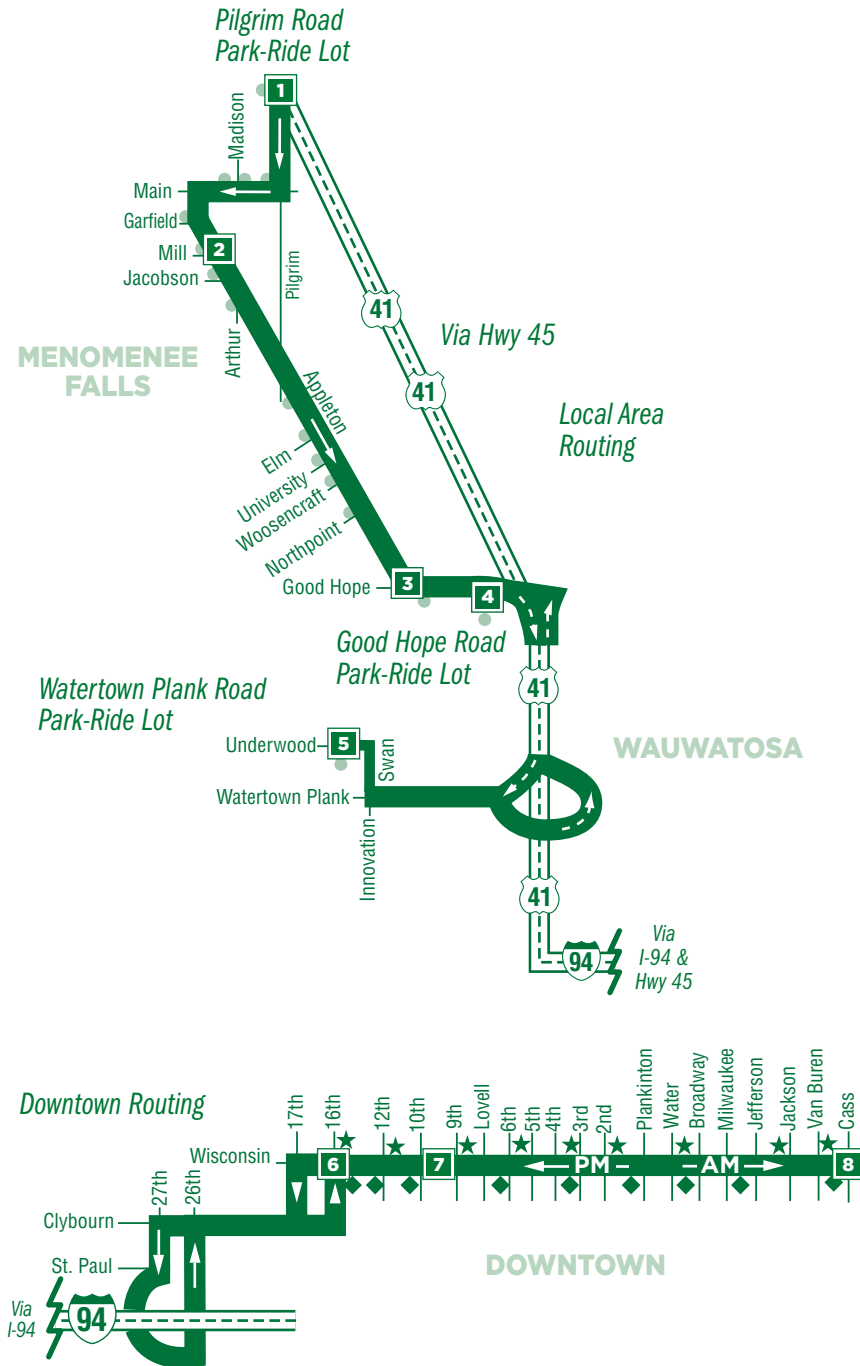 Pilgrim Road
Park-Ride Lot
1
Madison
Main
Garfield
Mill
2
Jacobson
Pilgrim
41
Via Hwy 45
Arthur
MENOMENEE
FALLS
41
Appleton
Local Area
Routing
Elm
University
Woosencraft
Northpoint
Good Hope
3
4
Good Hope Road
Park-Ride Lot
Watertown Plank Road
Park-Ride Lot
41
Underwood
5
Swan
WAUWATOSA
Watertown Plank
Innovation
41
94
Via
I-94 &
Hwy 45
Downtown Routing
17th
16th
12th
10th
9th
Lovell
6th
5th
4th
3rd
2nd
Plankinton
Water
Broadway
Milwaukee
Jefferson
Jackson
Van Buren
Cass
Wisconsin
6
7
PM
AM
8
27th
26th
Clybourn
St. Paul
DOWNTOWN
Via
I-94
94